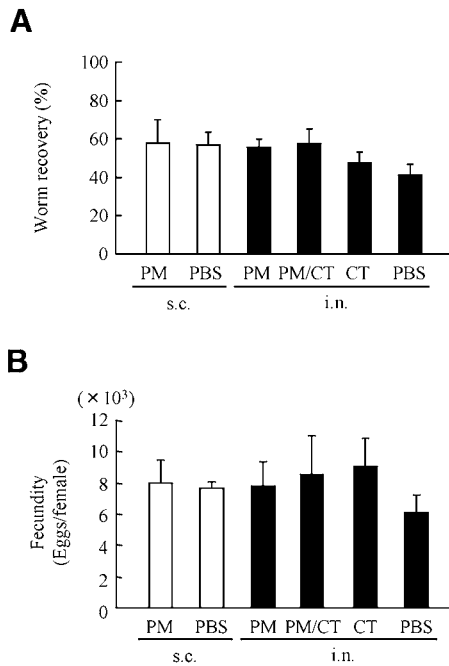 A
Worm recovery (%)
100
80
60
40
20
0
PM PBS PM PM/CT CT PBS
s.c. i.n.
B
(×10³)
Fecundity
(Eggs/female)
12
10
8
6
4
2
0
PM PBS PM PM/CT CT PBS
s.c. i.n.